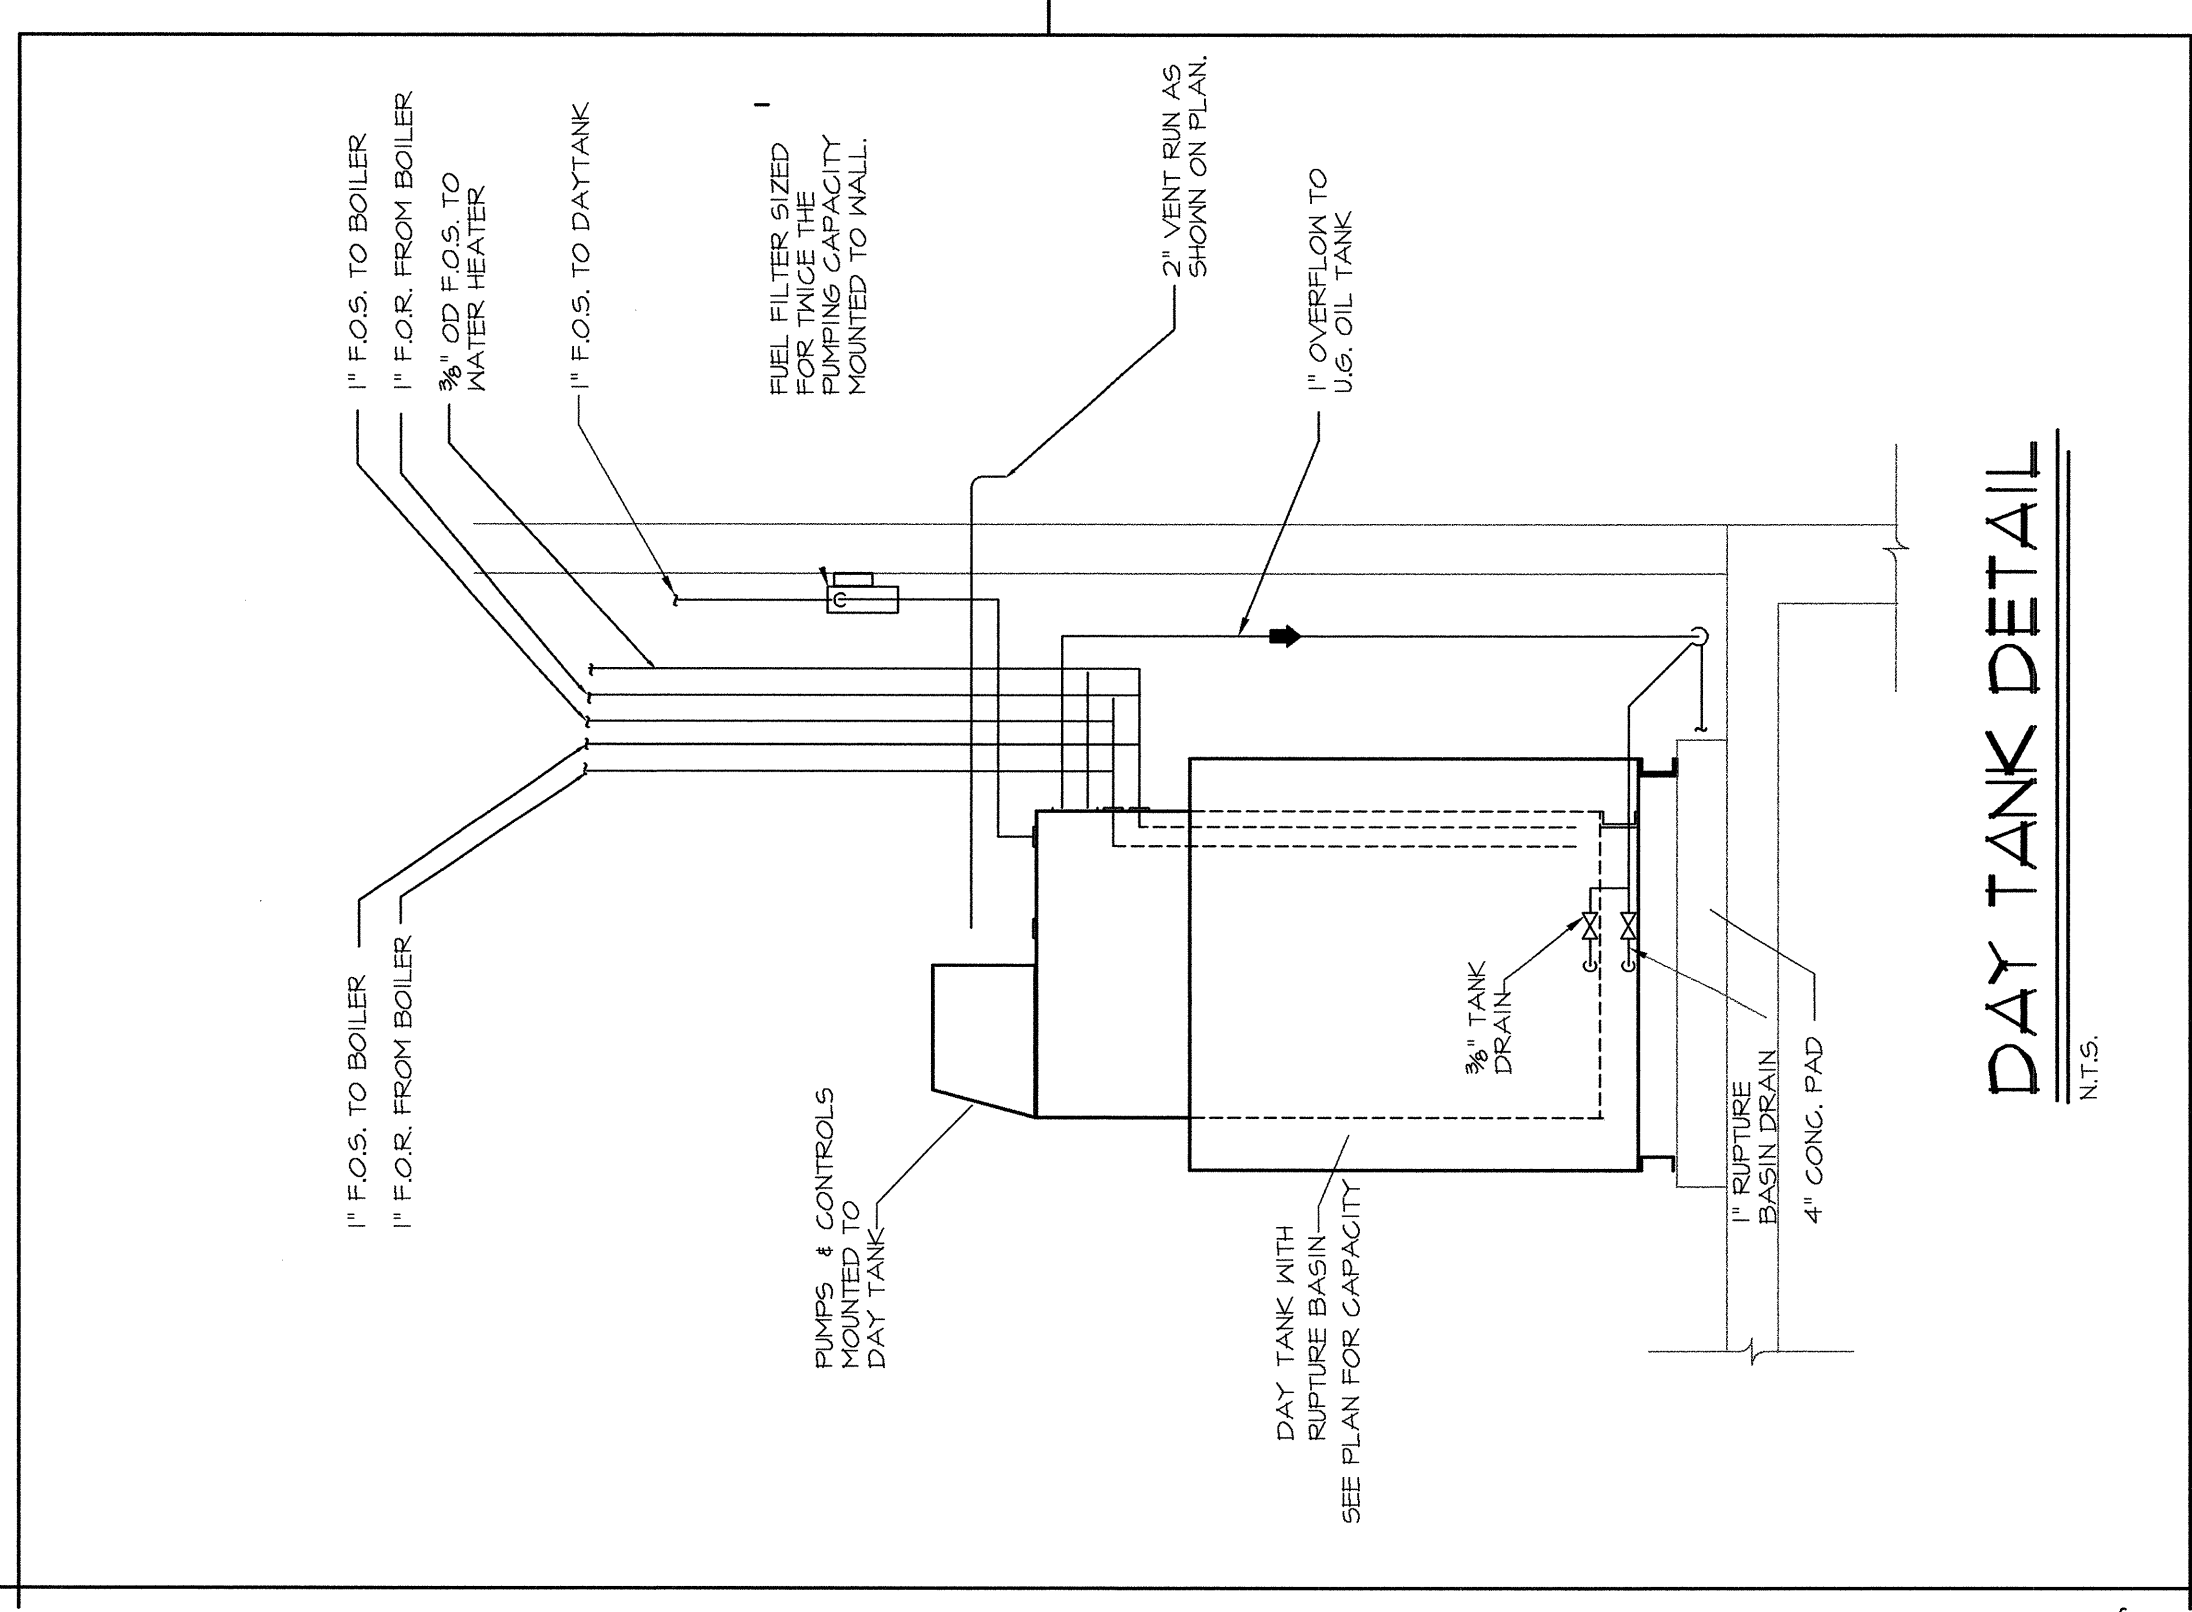 1" F.O.S. TO BOILER
1" F.O.R. FROM BOILER
1" F.O.S. TO BOILER
1" F.O.R. FROM BOILER
3/8" OD F.O.S. TO
WATER HEATER
1" F.O.S. TO DAYTANK
FUEL FILTER SIZED
FOR TWICE THE
PUMPING CAPACITY
MOUNTED TO WALL.
PUMPS & CONTROLS
MOUNTED TO
DAY TANK
2" VENT RUN AS
SHOWN ON PLAN.
1" OVERFLOW TO
U.G. OIL TANK
DAY TANK WITH
RUPTURE BASIN
SEE PLAN FOR CAPACITY
3/8" TANK
DRAIN
1" RUPTURE
BASIN DRAIN
4" CONC. PAD
DAY TANK DETAIL
N.T.S.